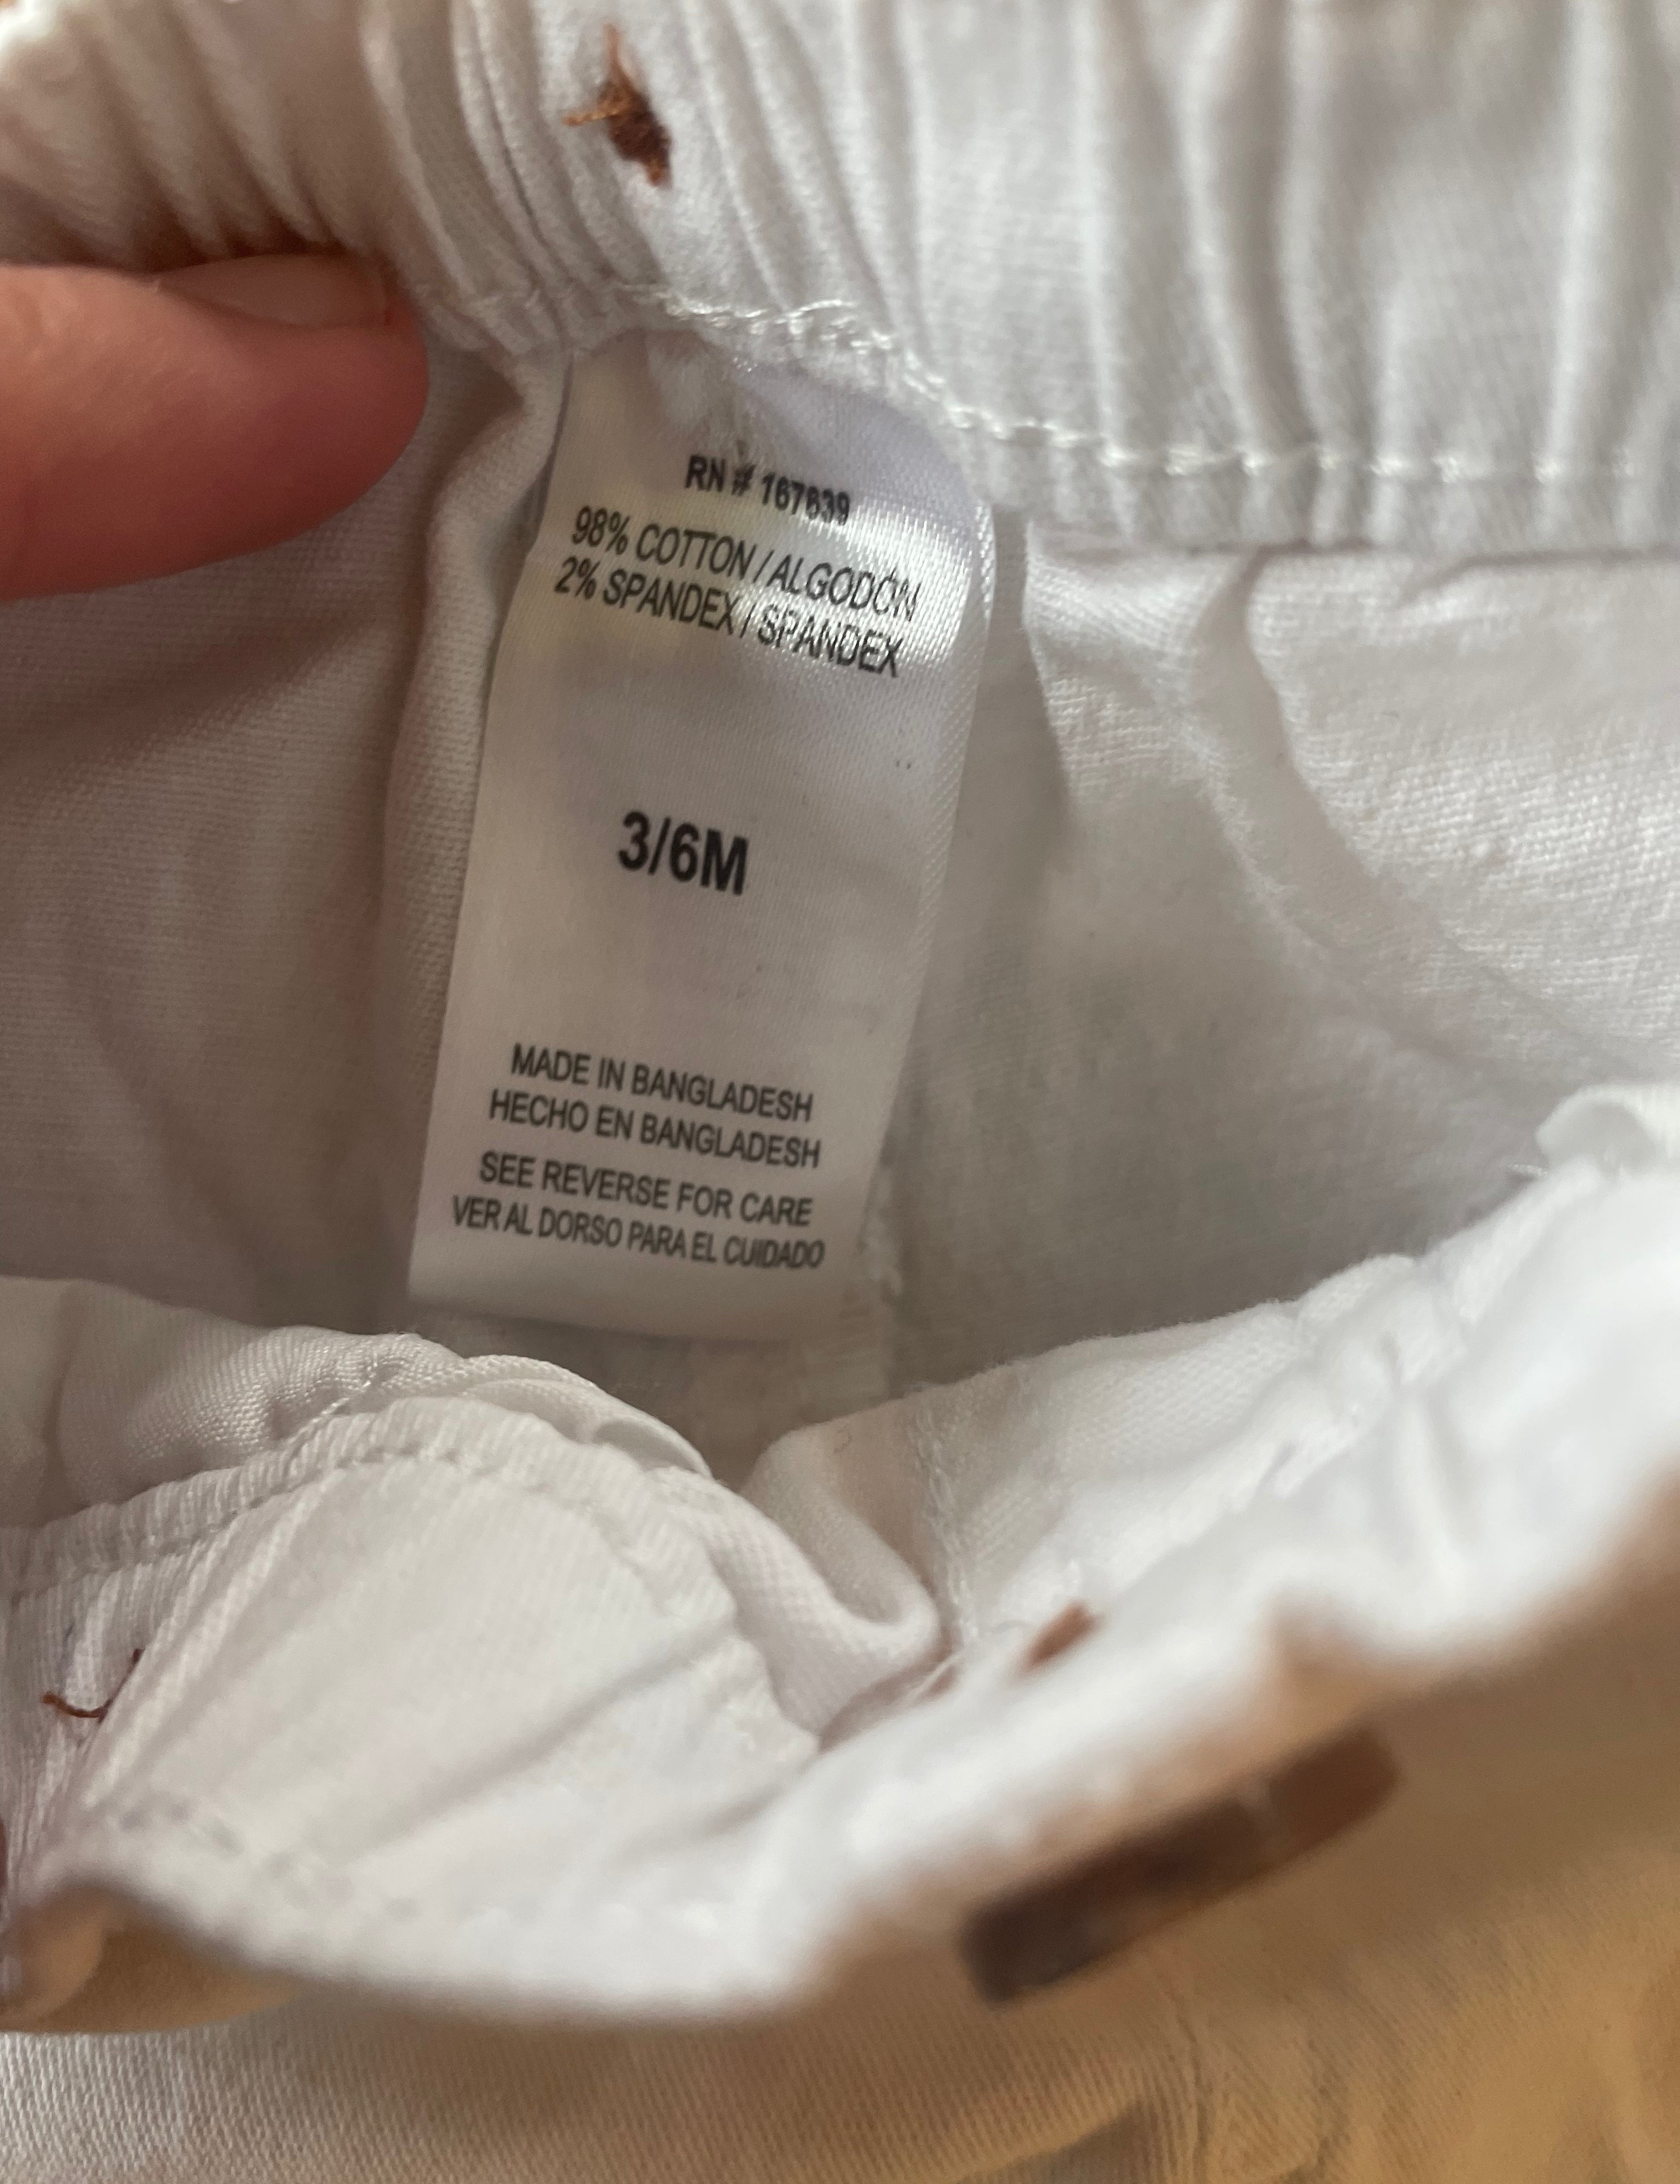 RN # 167639
98% COTTON / ALGODÓN
2% SPANDEX / SPANDEX
3/6M
MADE IN BANGLADESH
HECHO EN BANGLADESH
SEE REVERSE FOR CARE
VER AL DORSO PARA EL CUIDADO